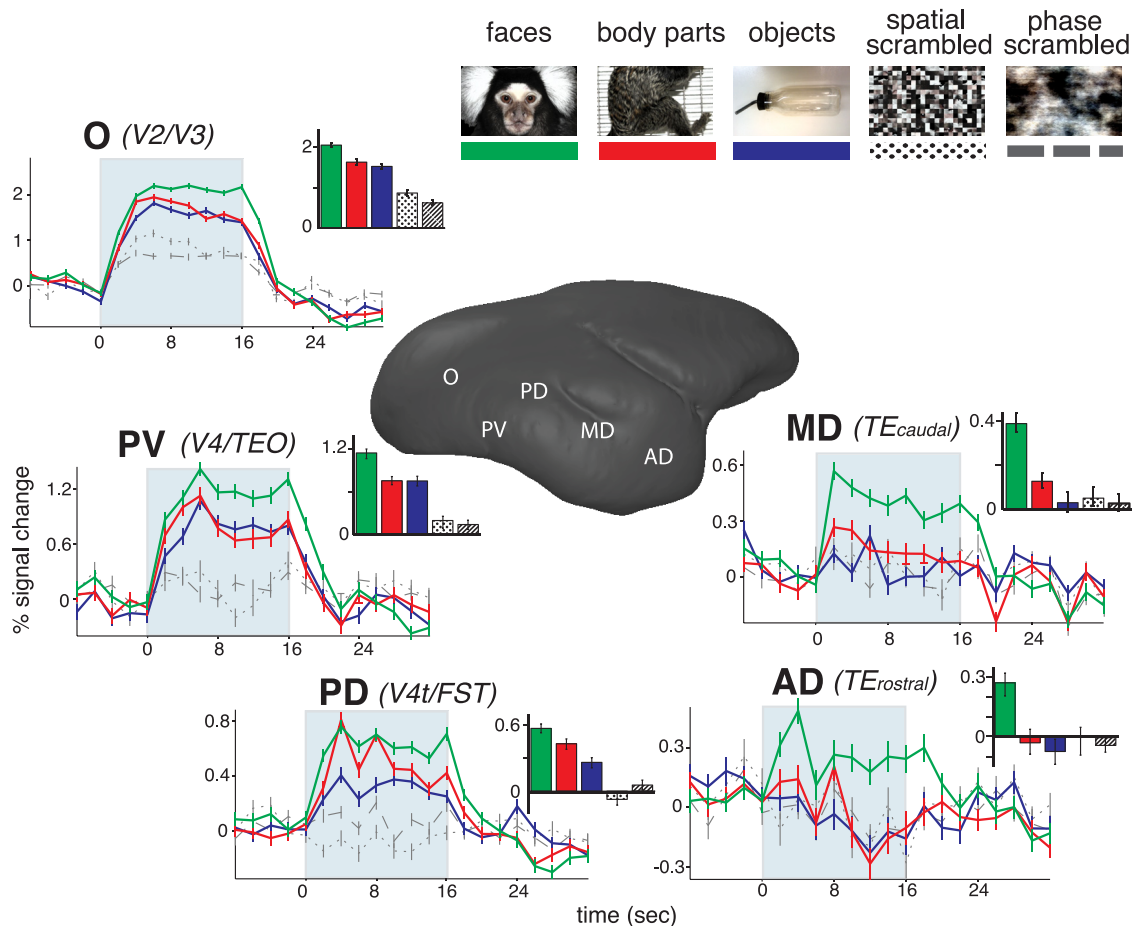 faces
body parts
objects
spatial
scrambled
phase
scrambled
O (V2/V3)
2
1
0
0
8
16
24
2
0
O
PD
PV
MD
AD
PV (V4/TEO)
% signal change
1.2
0.6
0
0
8
16
24
1.2
0
MD (TEcaudal)
0.6
0.3
0
0
8
16
24
0.4
0
PD (V4t/FST)
0.8
0.4
0
0
8
16
24
0.6
0
AD (TErostral)
0.3
0
-0.3
0
8
16
24
0.3
0
time (sec)